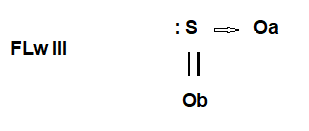 : S Oa
FLw III
Ob